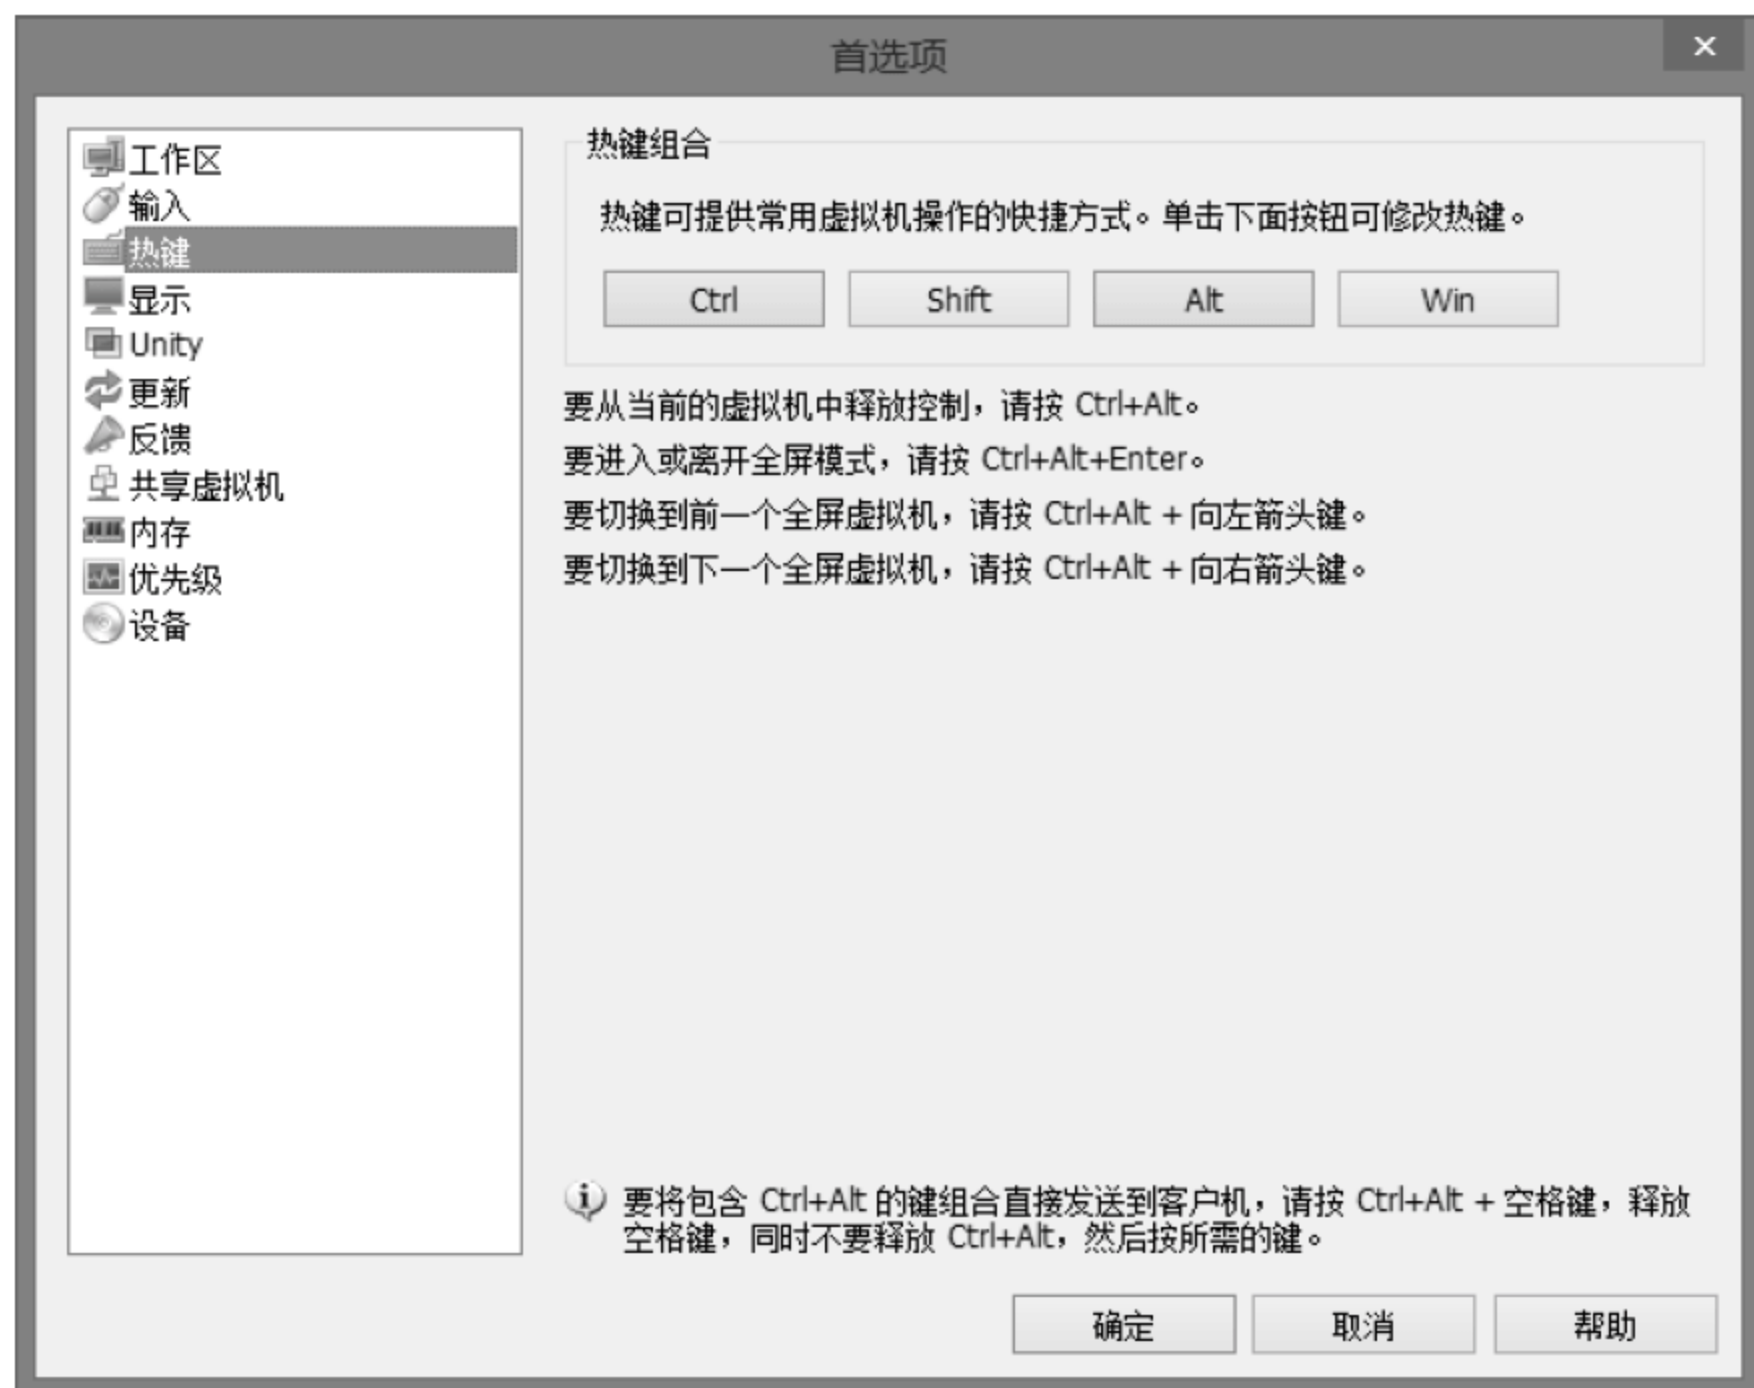 首选项
工作区
输入
热键
显示
Unity
更新
反馈
共享虚拟机
内存
优先级
设备
热键组合
热键可提供常用虚拟机操作的快捷方式。单击下面按钮可修改热键。
Ctrl
Shift
Alt
Win
要从当前的虚拟机中释放控制，请按 Ctrl+Alt。
要进入或离开全屏模式，请按 Ctrl+Alt+Enter。
要切换到前一个全屏虚拟机，请按 Ctrl+Alt + 向左箭头键。
要切换到下一个全屏虚拟机，请按 Ctrl+Alt + 向右箭头键。
要将包含 Ctrl+Alt 的键组合直接发送到客户机，请按 Ctrl+Alt + 空格键，释放
空格键，同时不要释放 Ctrl+Alt，然后按所需的键。
确定
取消
帮助